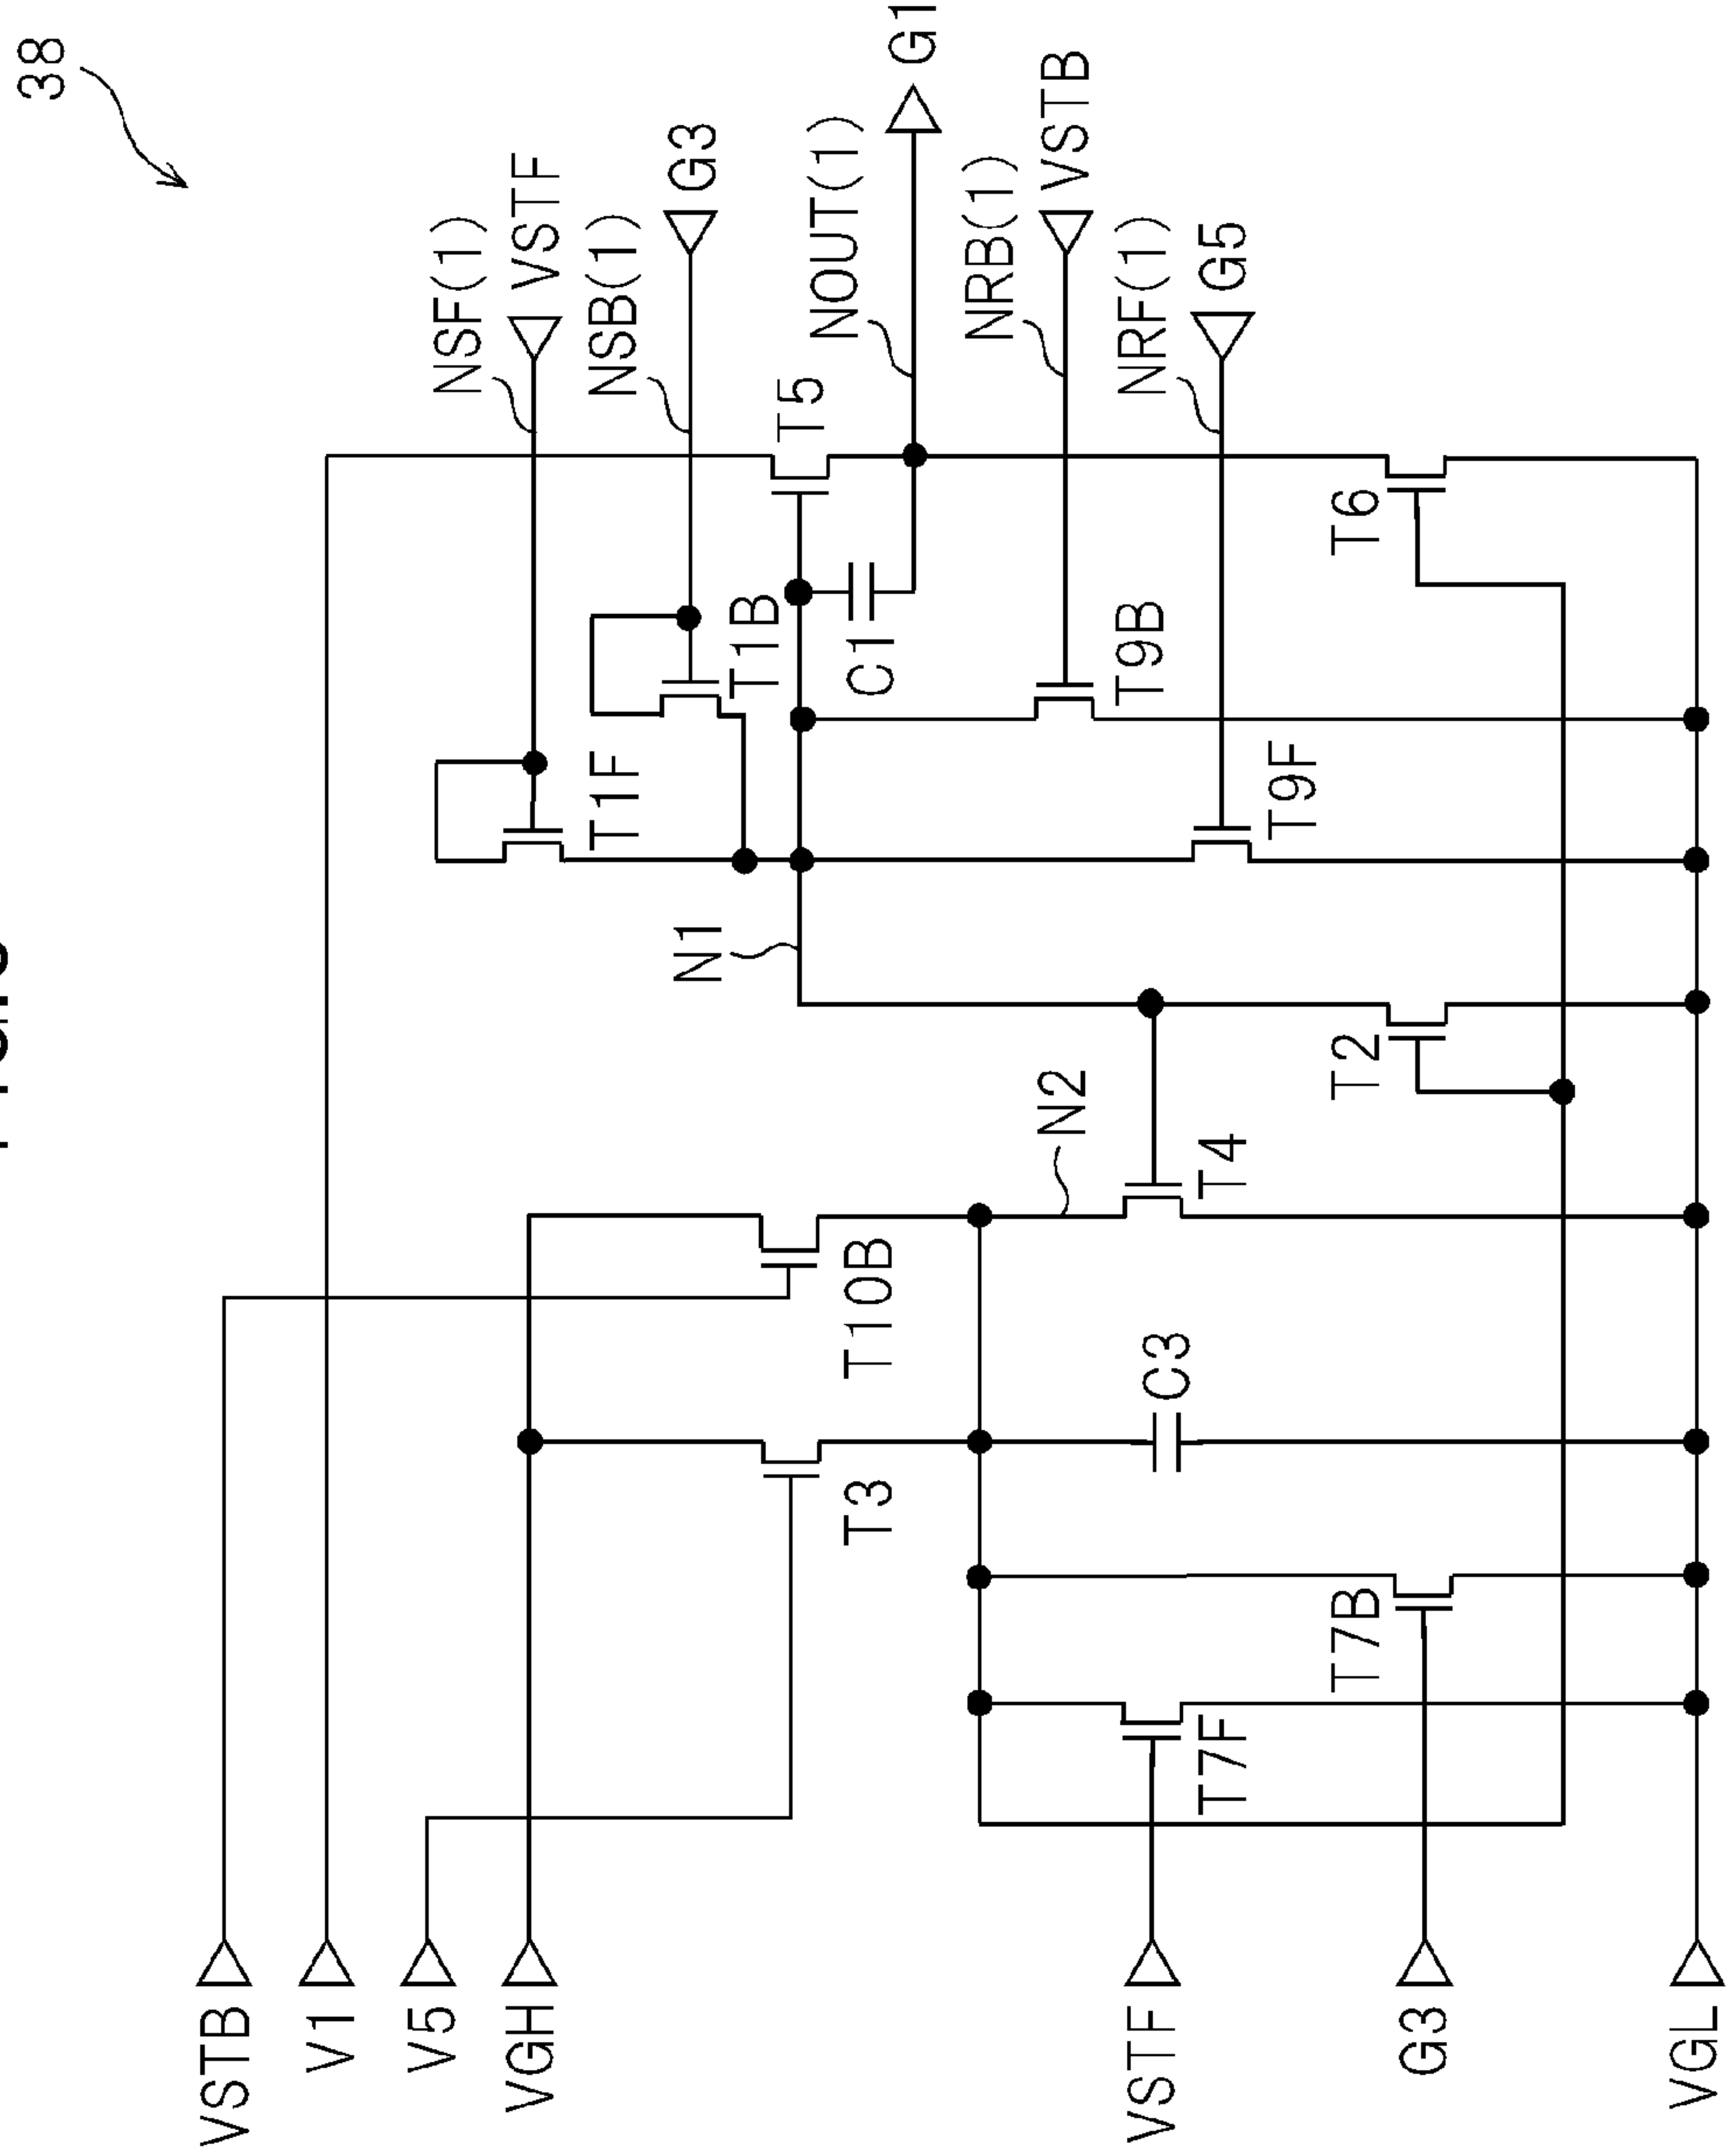 38
G1
VSTF
NSF(1)
G3
NSB(1)
NOUT(1)
VSTB
NRB(1)
G5
NRF(1)
T5
T1F
T1B
C1
T9B
T9F
T6
N1
N2
T2
T4
T10B
T3
C3
T7B
T7F
VSTB
V1
V5
VGH
VSTF
G3
VGL